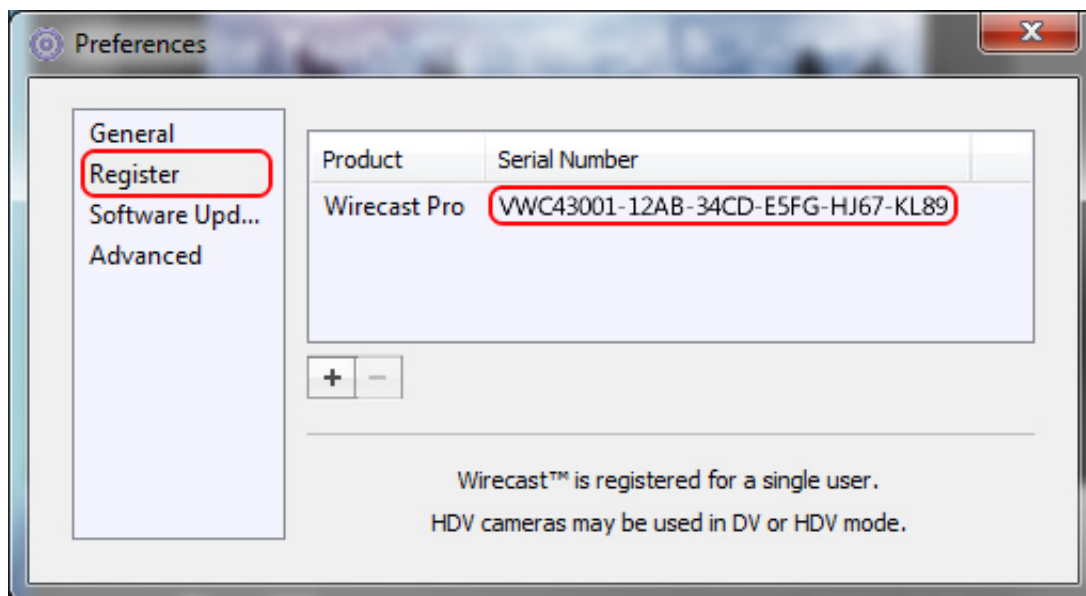 Preferences
General
Register
Software Upd...
Advanced
Product Serial Number
Wirecast Pro VWC43001-12AB-34CD-E5FG-HJ67-KL89
Wirecast™ is registered for a single user.
HDV cameras may be used in DV or HDV mode.